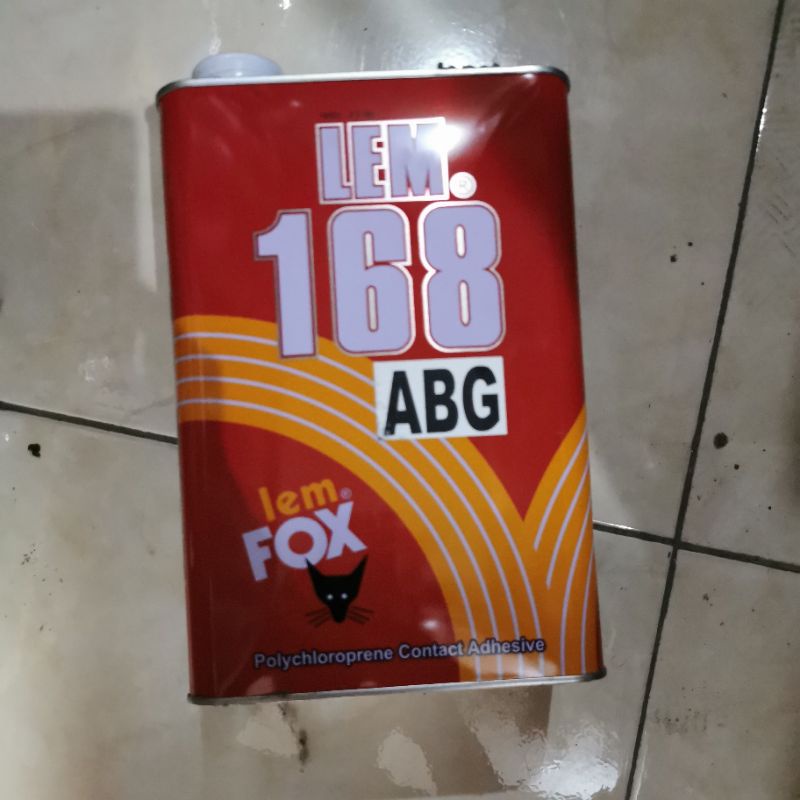 LEM.®
168
ABG
lem®
FOX
Polychloroprene Contact Adhesive